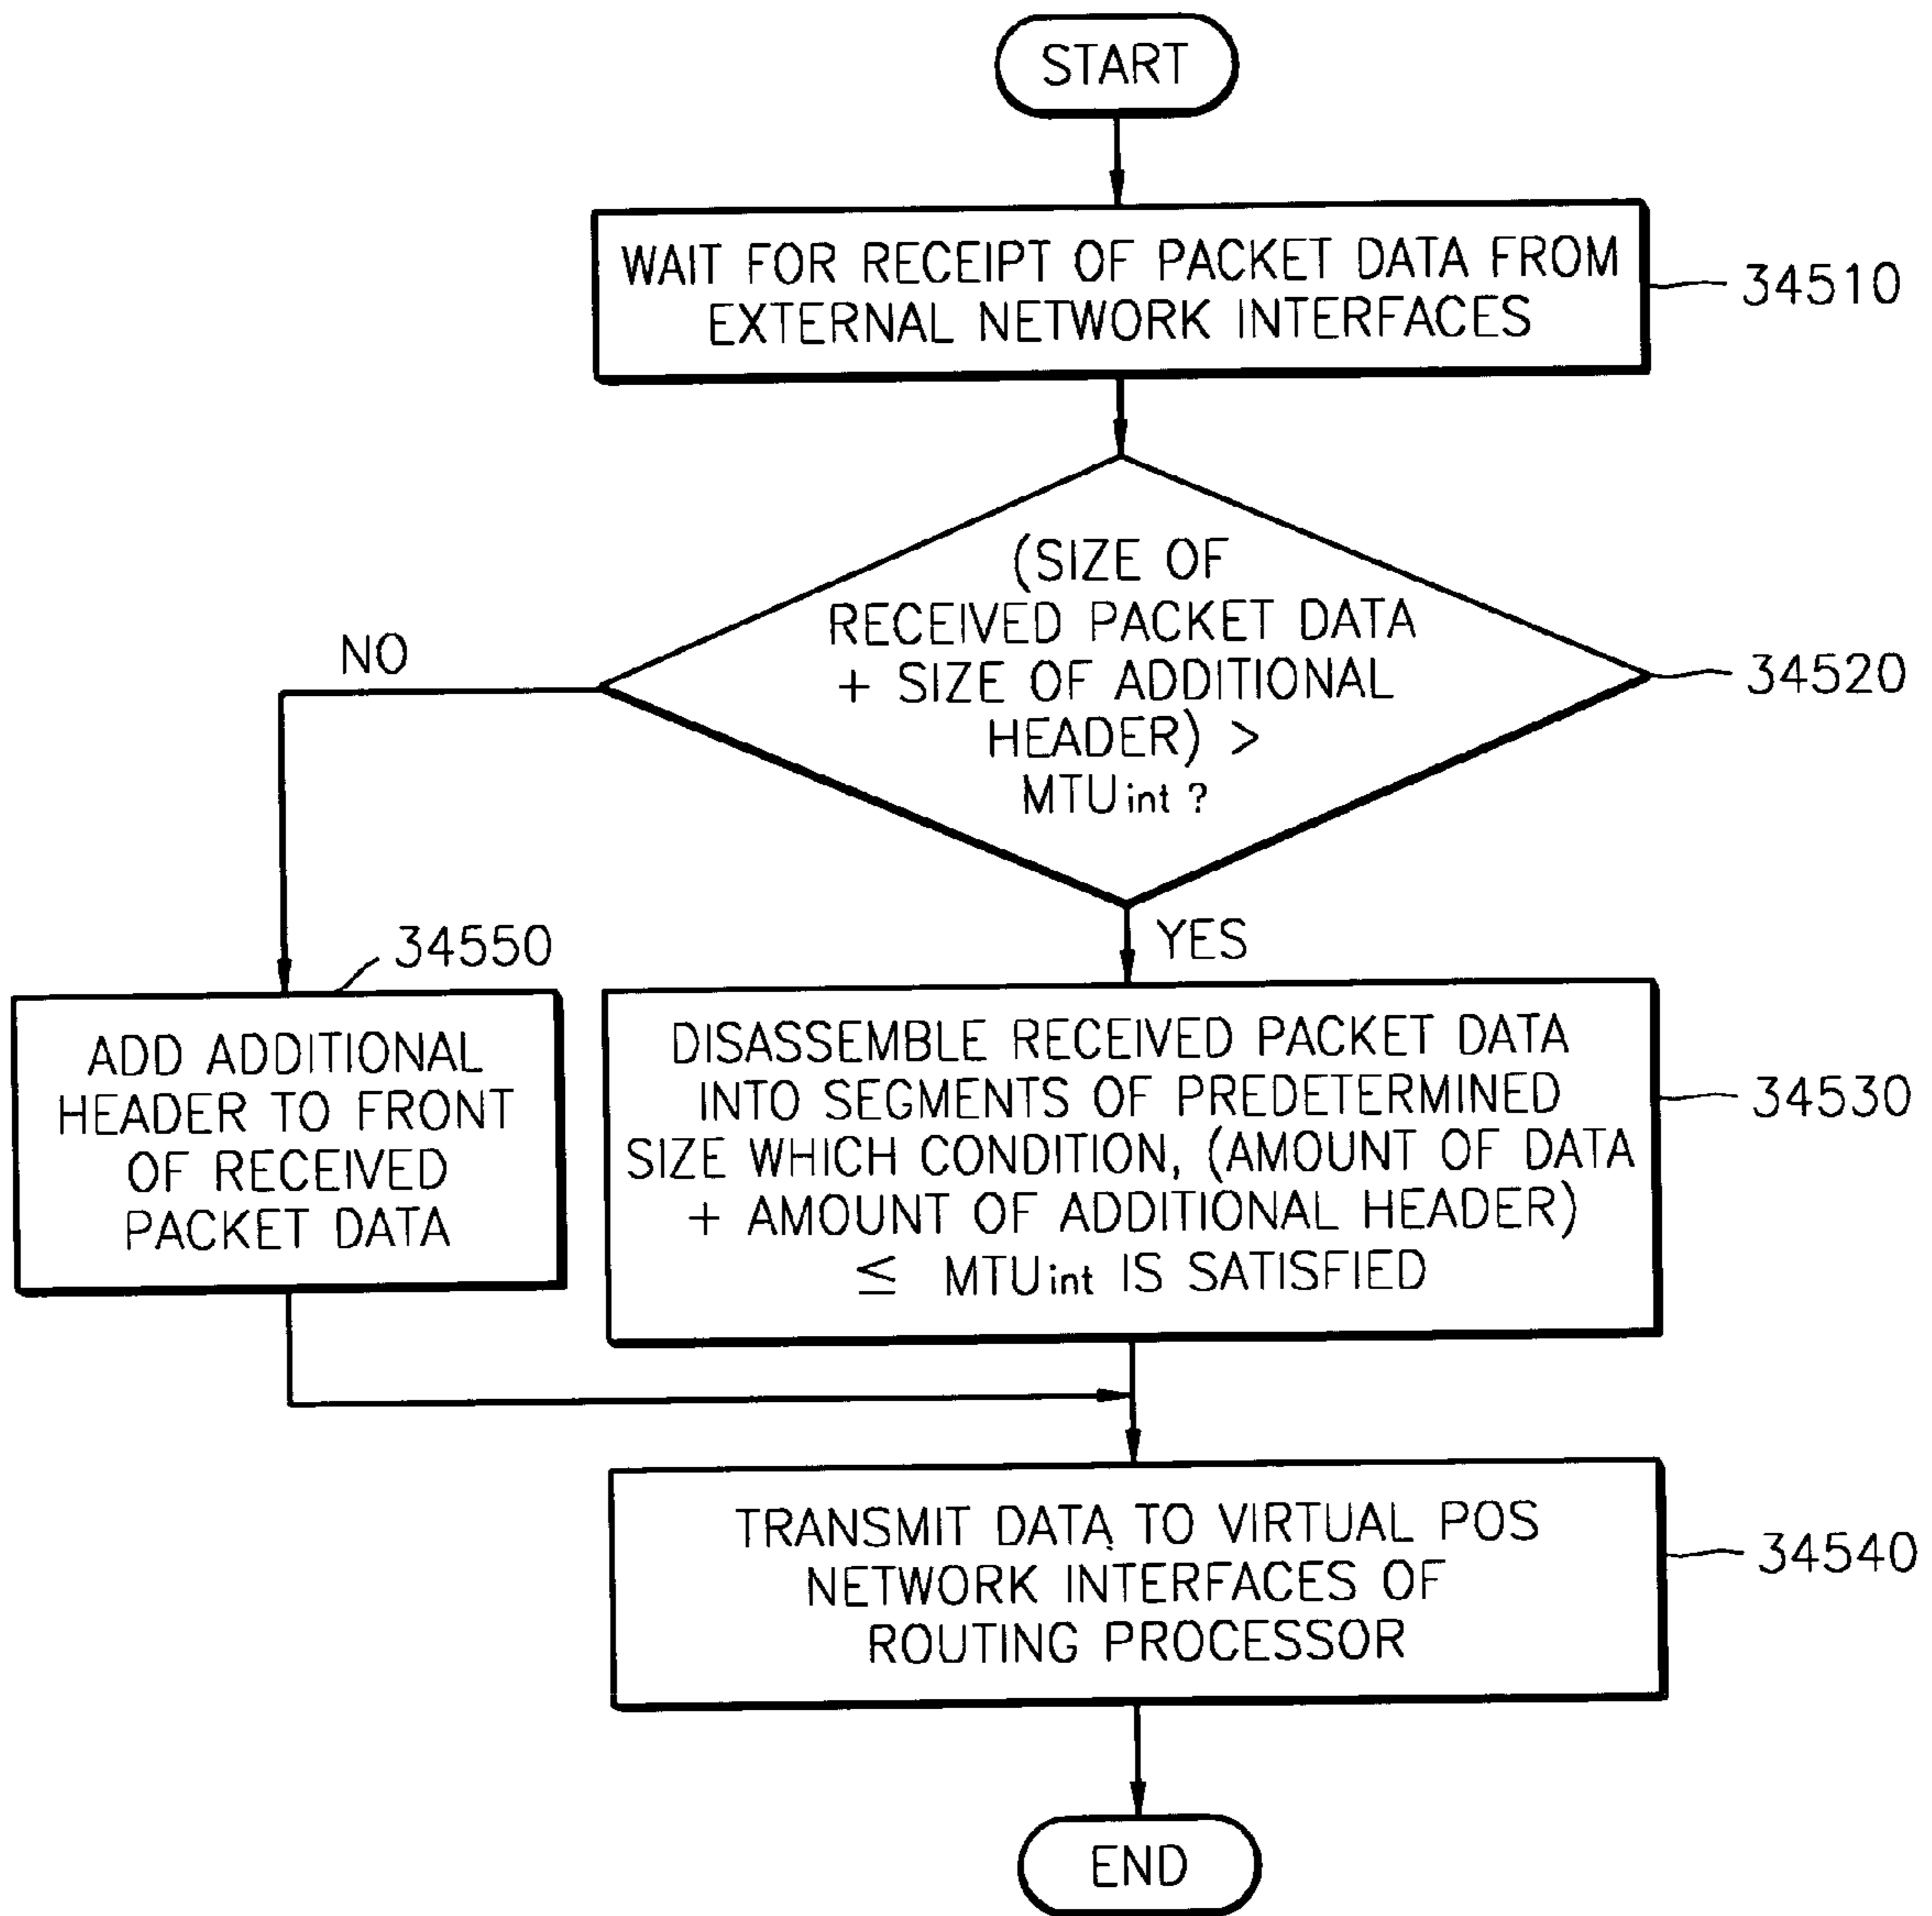 START
WAIT FOR RECEIPT OF PACKET DATA FROM
EXTERNAL NETWORK INTERFACES
34510
(SIZE OF
RECEIVED PACKET DATA
+ SIZE OF ADDITIONAL
HEADER) >
MTUint ?
34520
NO
YES
34550
ADD ADDITIONAL
HEADER TO FRONT
OF RECEIVED
PACKET DATA
DISASSEMBLE RECEIVED PACKET DATA
INTO SEGMENTS OF PREDETERMINED
SIZE WHICH CONDITION, (AMOUNT OF DATA
+ AMOUNT OF ADDITIONAL HEADER)
≤ MTUint IS SATISFIED
34530
TRANSMIT DATA TO VIRTUAL POS
NETWORK INTERFACES OF
ROUTING PROCESSOR
34540
END